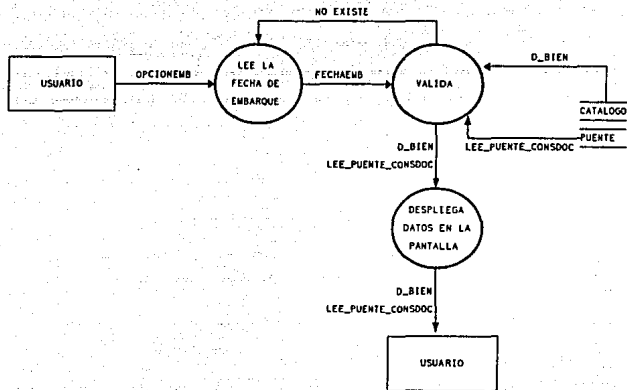 NO EXISTE
LEE LA
FECHA DE
EMBARQUE
D_BIEN
USUARIO
OPCIONEMB
FECHAEMB
VALIDA
CATALOGO
PUENTE
LEE_PUENTE_CONSDOC
D_BIEN
LEE_PUENTE_CONSDOC
DESPLIEGA
DATOS EN LA
PANTALLA
D_BIEN
LEE_PUENTE_CONSDOC
USUARIO